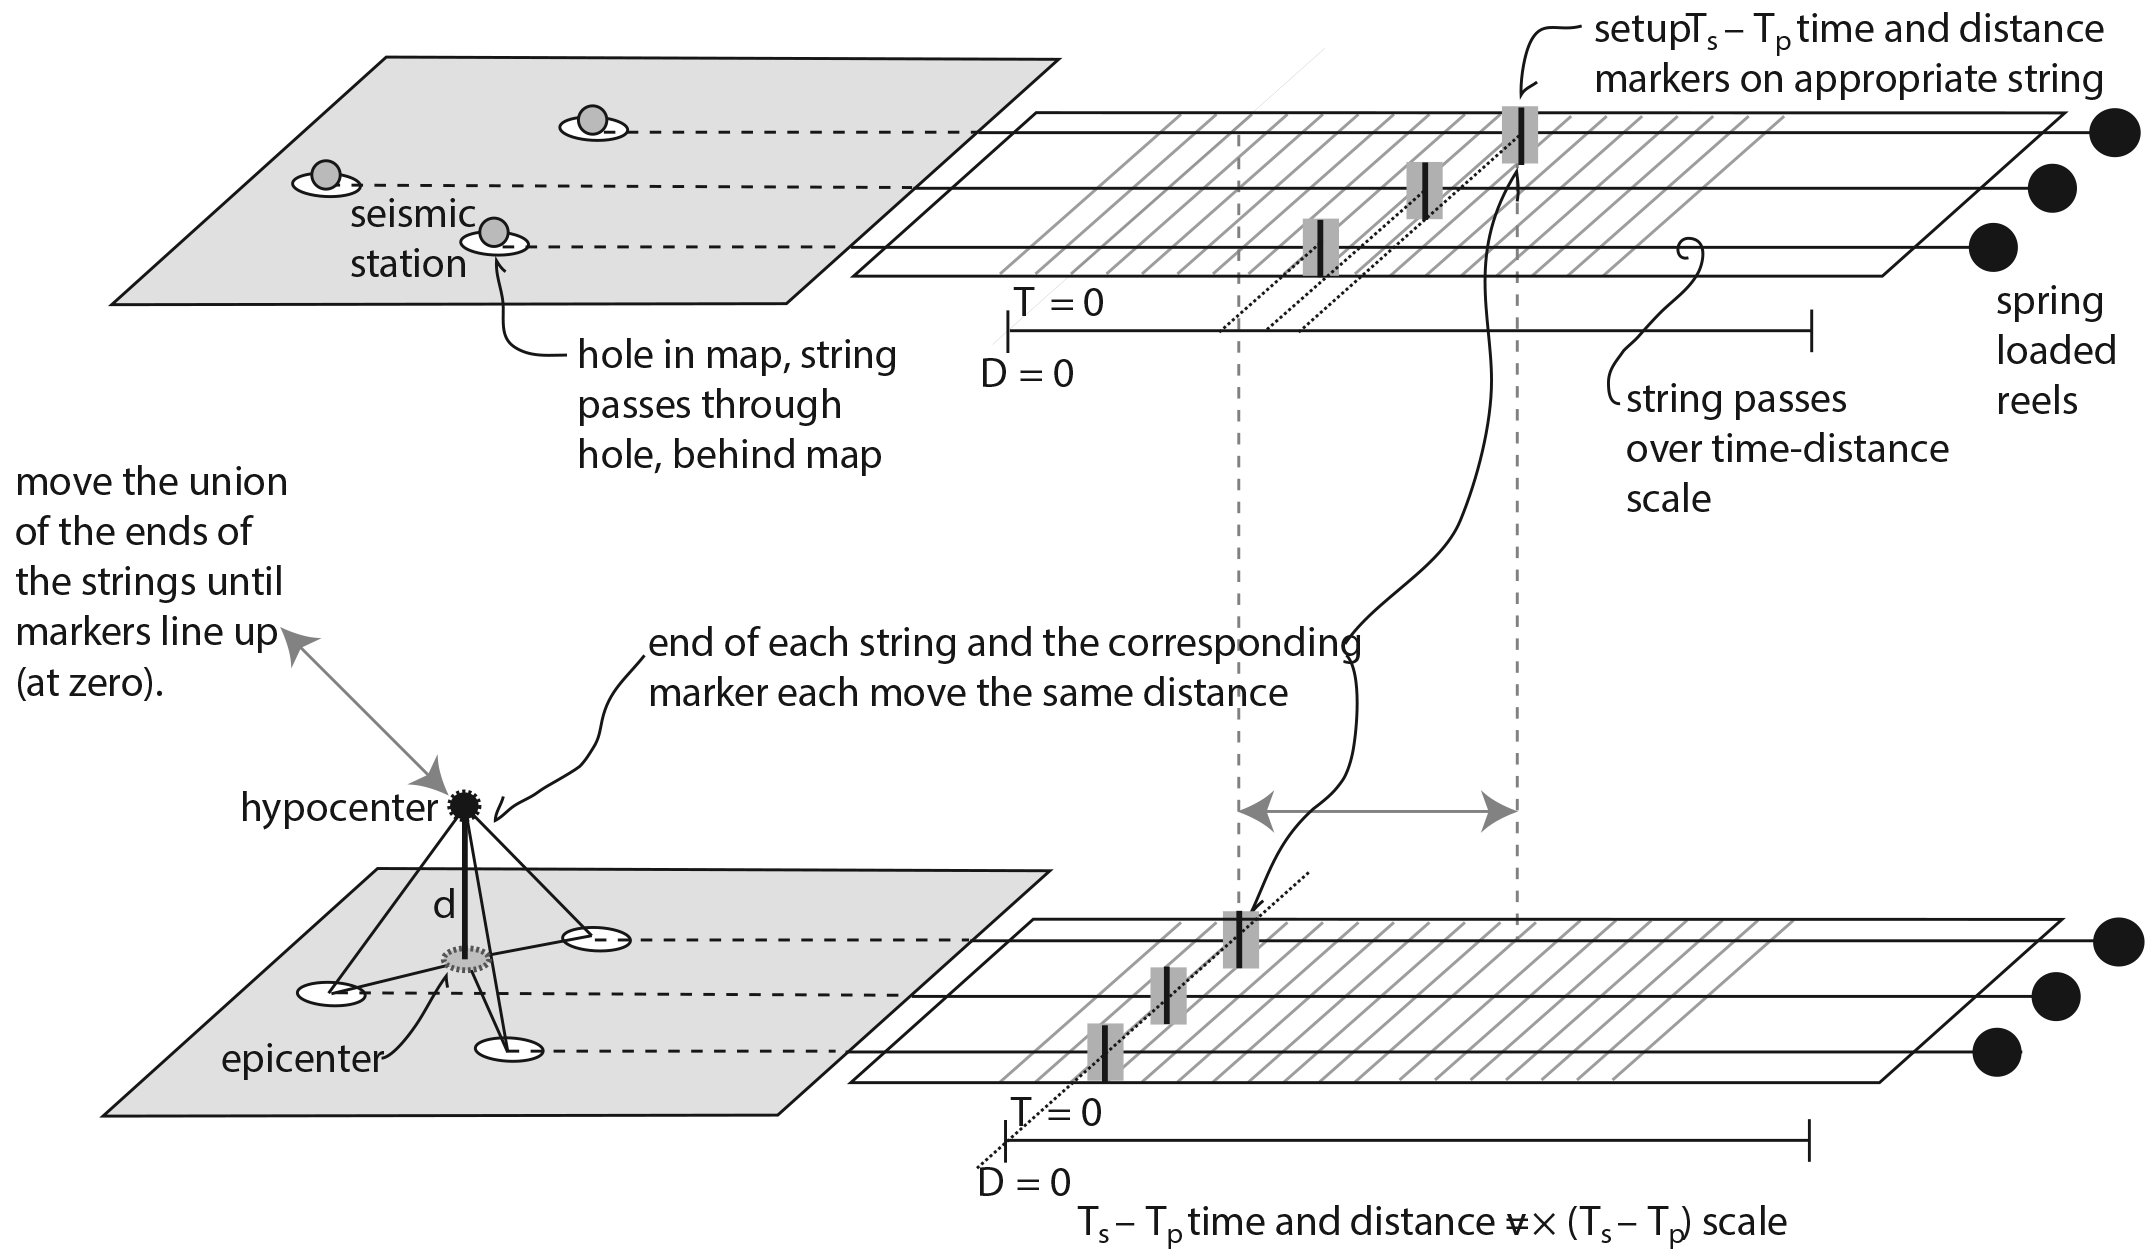 setupTs – Tp time and distance
markers on appropriate string
seismic
station
T = 0
D = 0
hole in map, string
passes through
hole, behind map
spring
loaded
reels
string passes
over time-distance
scale
move the union
of the ends of
the strings until
markers line up
(at zero).
end of each string and the corresponding
marker each move the same distance
hypocenter
d
epicenter
T = 0
D = 0
Ts – Tp time and distance × (Ts – Tp) scale